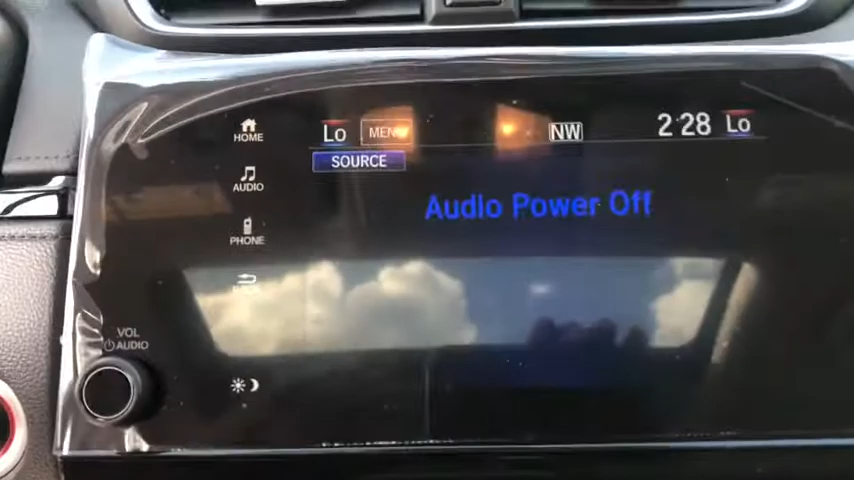 HOME
Lo
MENU
NW
2:28
Lo
AUDIO
SOURCE
Audio Power Off
PHONE
VOL
AUDIO